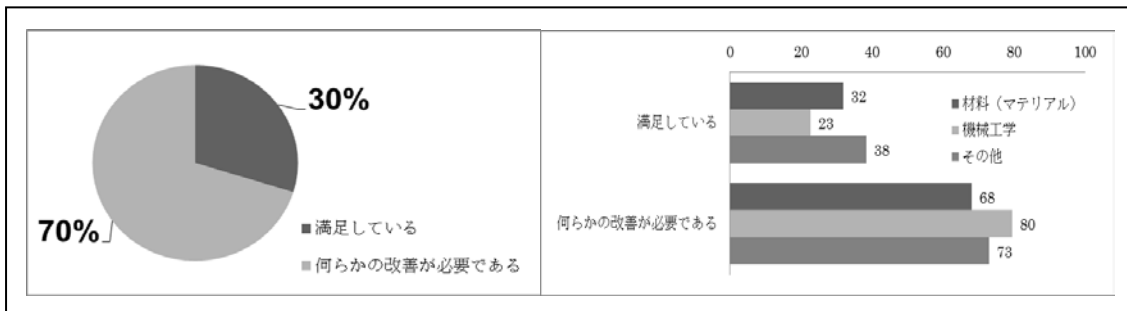 30%
70%
■満足している
■何らかの改善が必要である
0 20 40 60 80 100
満足している
32
23
38
■材料（マテリアル）
■機械工学
■その他
何らかの改善が必要である
68
80
73